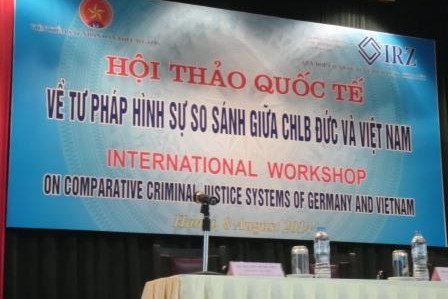 IRZ
HỘI THẢO QUỐC TẾ
VỀ TƯ PHÁP HÌNH SỰ SO SÁNH GIỮA CHLB ĐỨC VÀ VIỆT NAM
INTERNATIONAL WORKSHOP
ON COMPARATIVE CRIMINAL JUSTICE SYSTEMS OF GERMANY AND VIETNAM
August